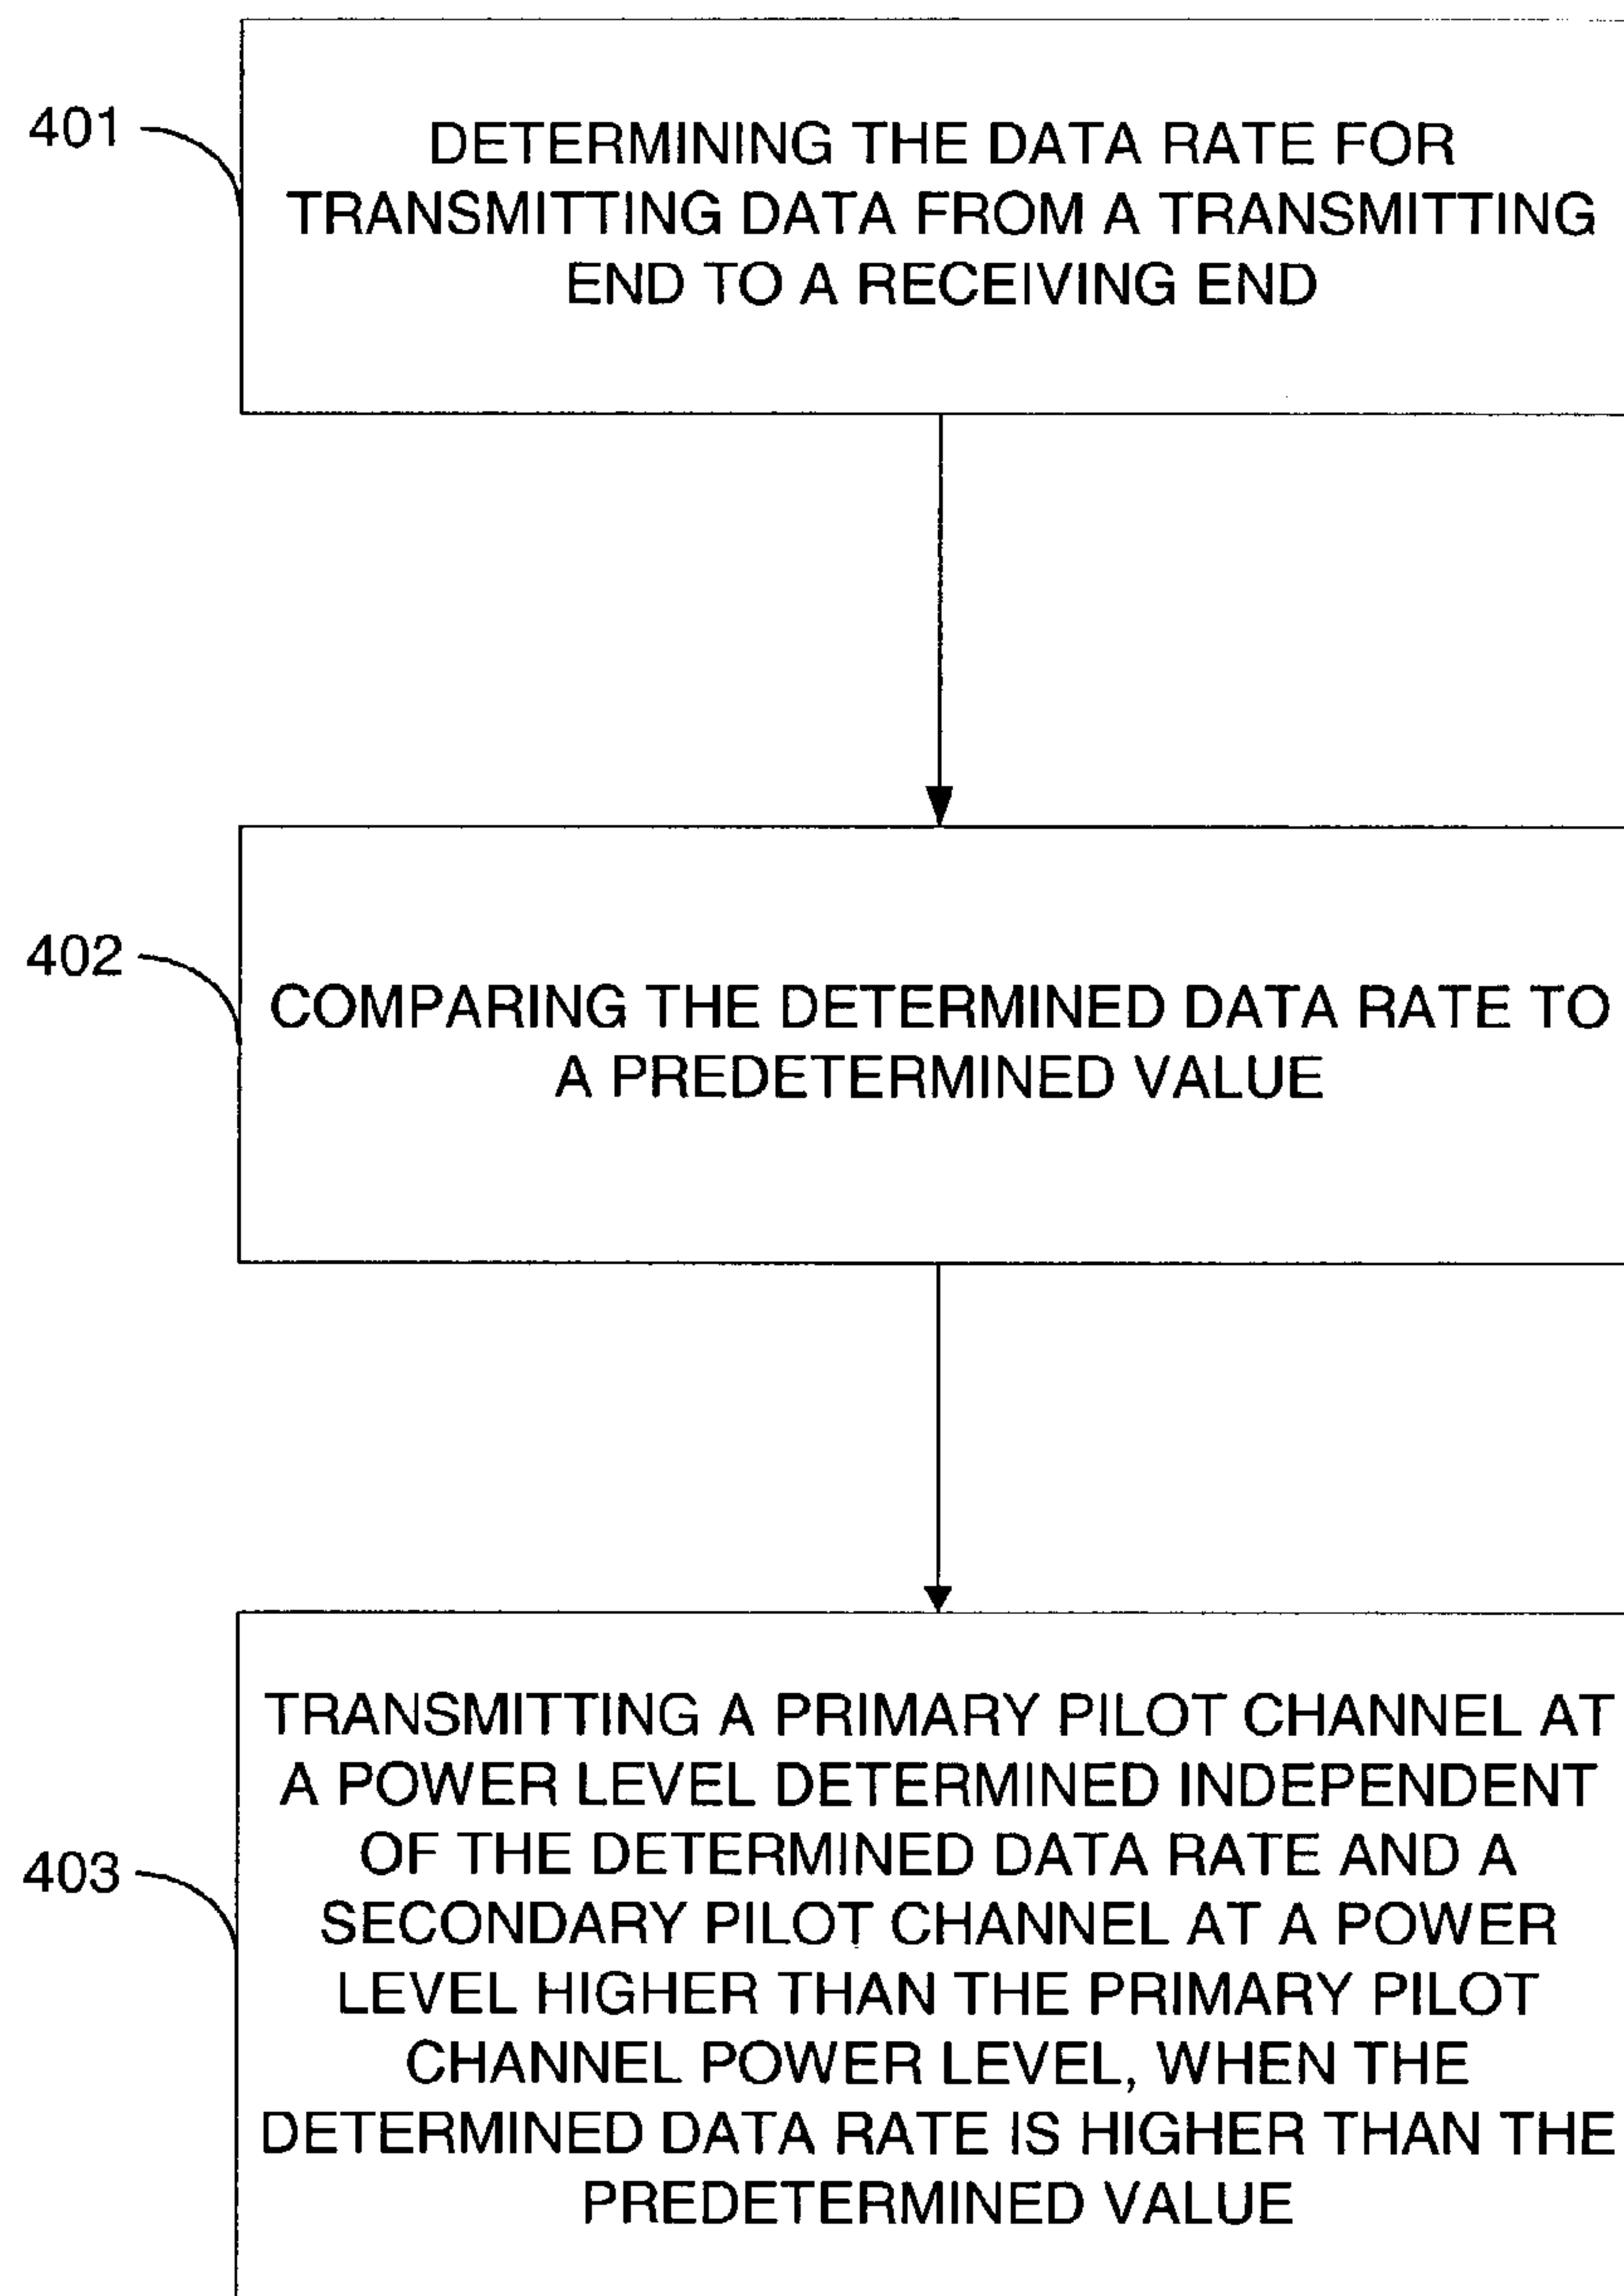 401
DETERMINING THE DATA RATE FOR
TRANSMITTING DATA FROM A TRANSMITTING
END TO A RECEIVING END
402
COMPARING THE DETERMINED DATA RATE TO
A PREDETERMINED VALUE
403
TRANSMITTING A PRIMARY PILOT CHANNEL AT
A POWER LEVEL DETERMINED INDEPENDENT
OF THE DETERMINED DATA RATE AND A
SECONDARY PILOT CHANNEL AT A POWER
LEVEL HIGHER THAN THE PRIMARY PILOT
CHANNEL POWER LEVEL, WHEN THE
DETERMINED DATA RATE IS HIGHER THAN THE
PREDETERMINED VALUE